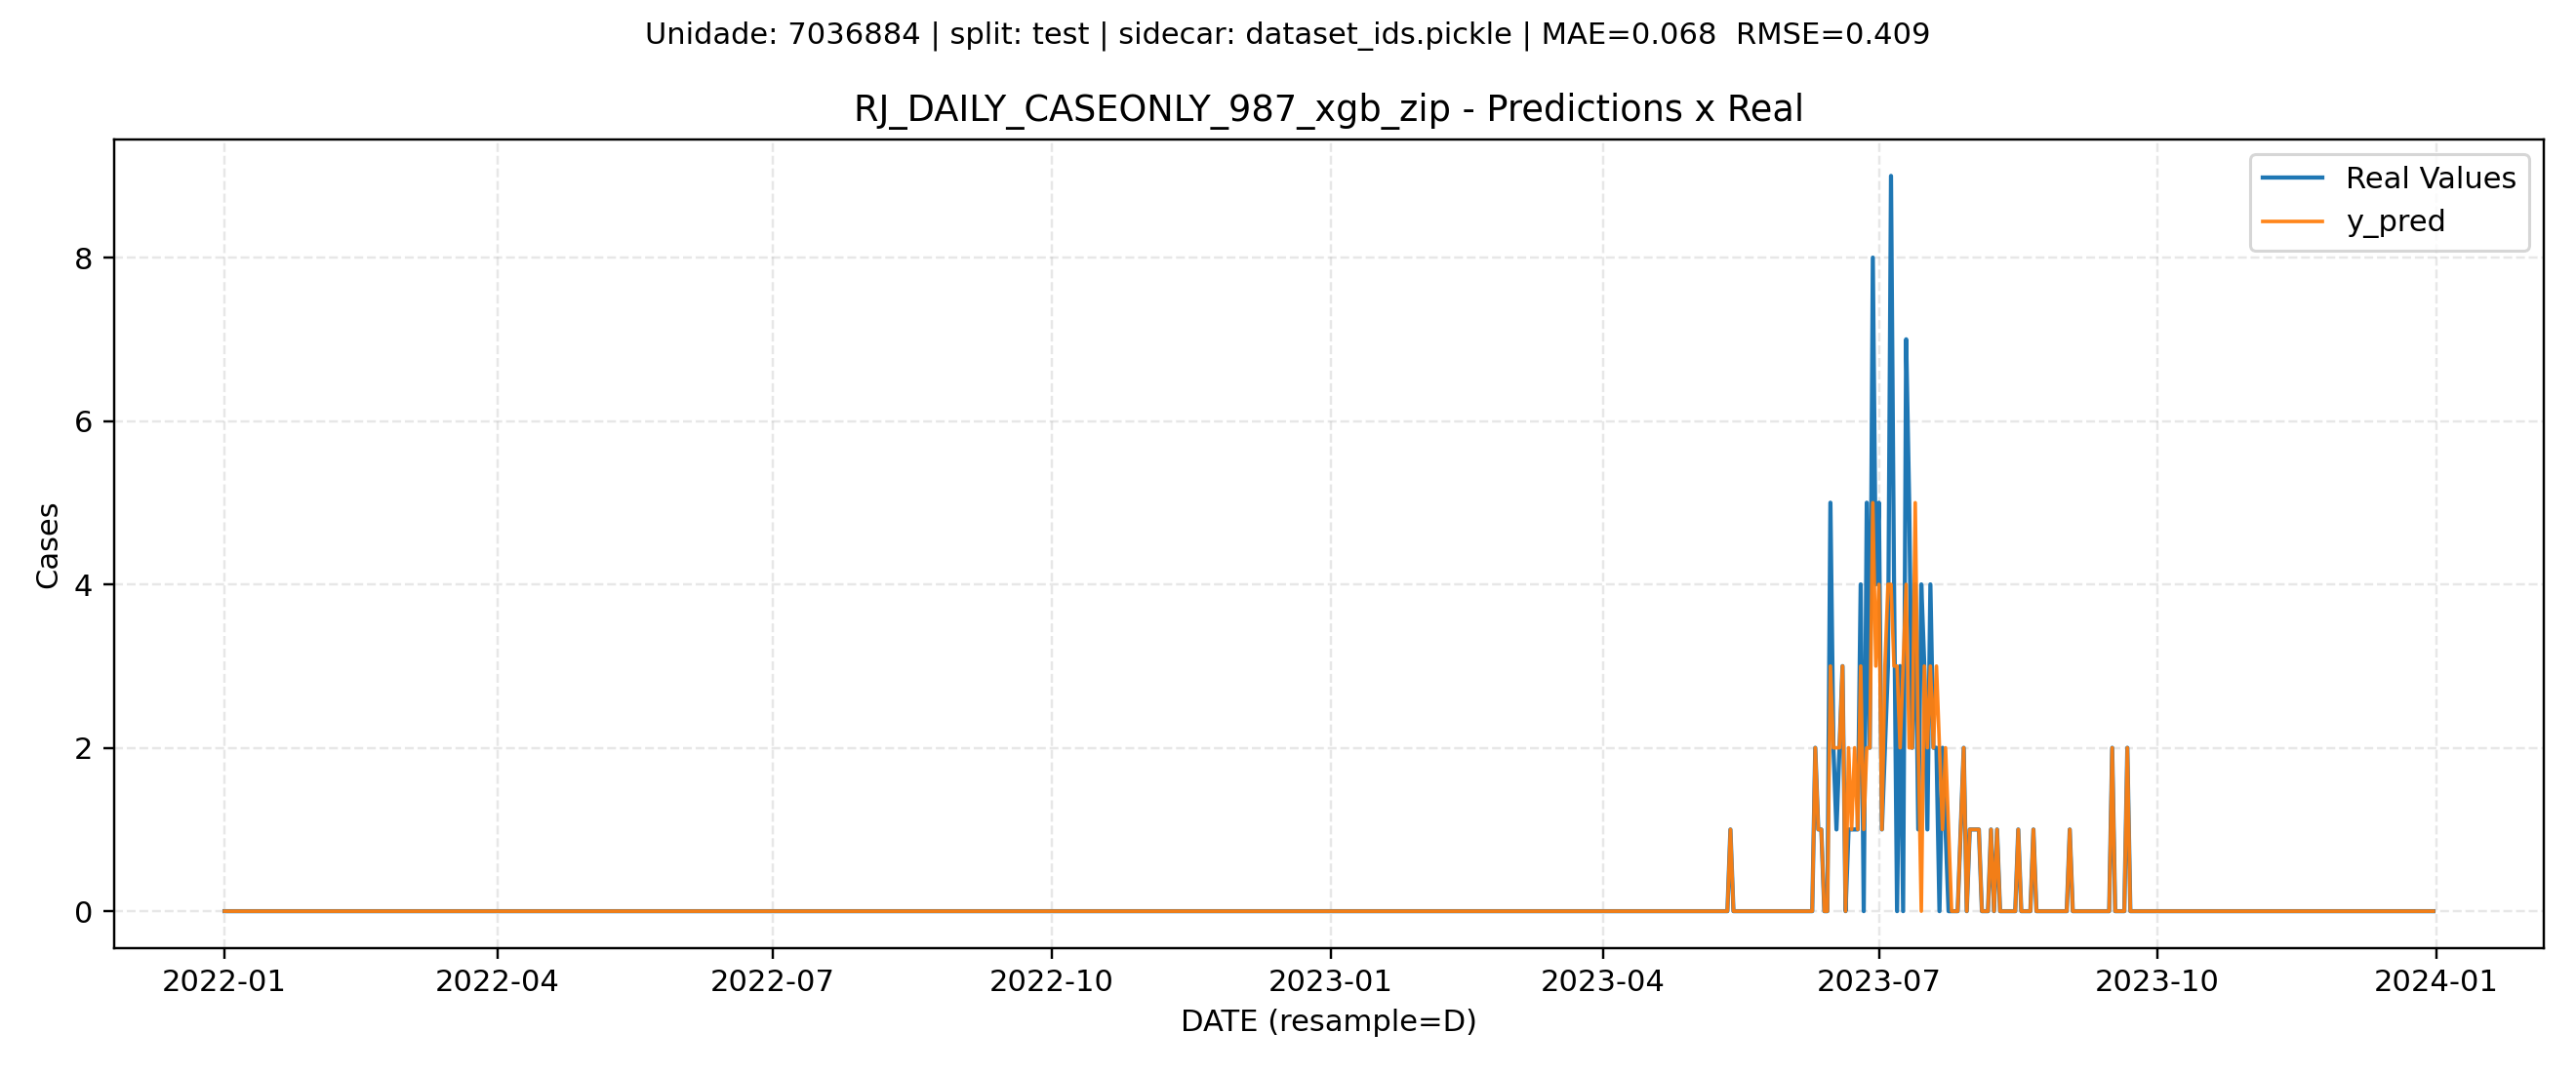 Unidade: 7036884 | split: test | sidecar: dataset_ids.pickle | MAE=0.068  RMSE=0.409
RJ_DAILY_CASEONLY_987_xgb_zip - Predictions x Real
Real Values
y_pred
Cases
8
6
4
2
0
2022-01 2022-04 2022-07 2022-10 2023-01 2023-04 2023-07 2023-10 2024-01
DATE (resample=D)